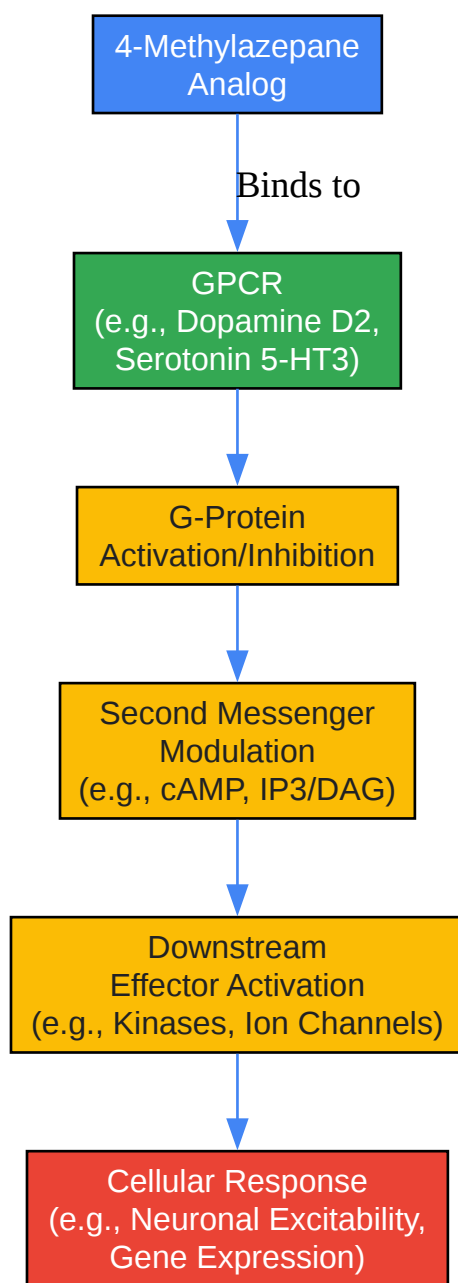 4-Methylazepane
Analog
Binds to
GPCR
(e.g., Dopamine D2,
Serotonin 5-HT3)
G-Protein
Activation/Inhibition
Second Messenger
Modulation
(e.g., cAMP, IP3/DAG)
Downstream
Effector Activation
(e.g., Kinases, Ion Channels)
Cellular Response
(e.g., Neuronal Excitability,
Gene Expression)